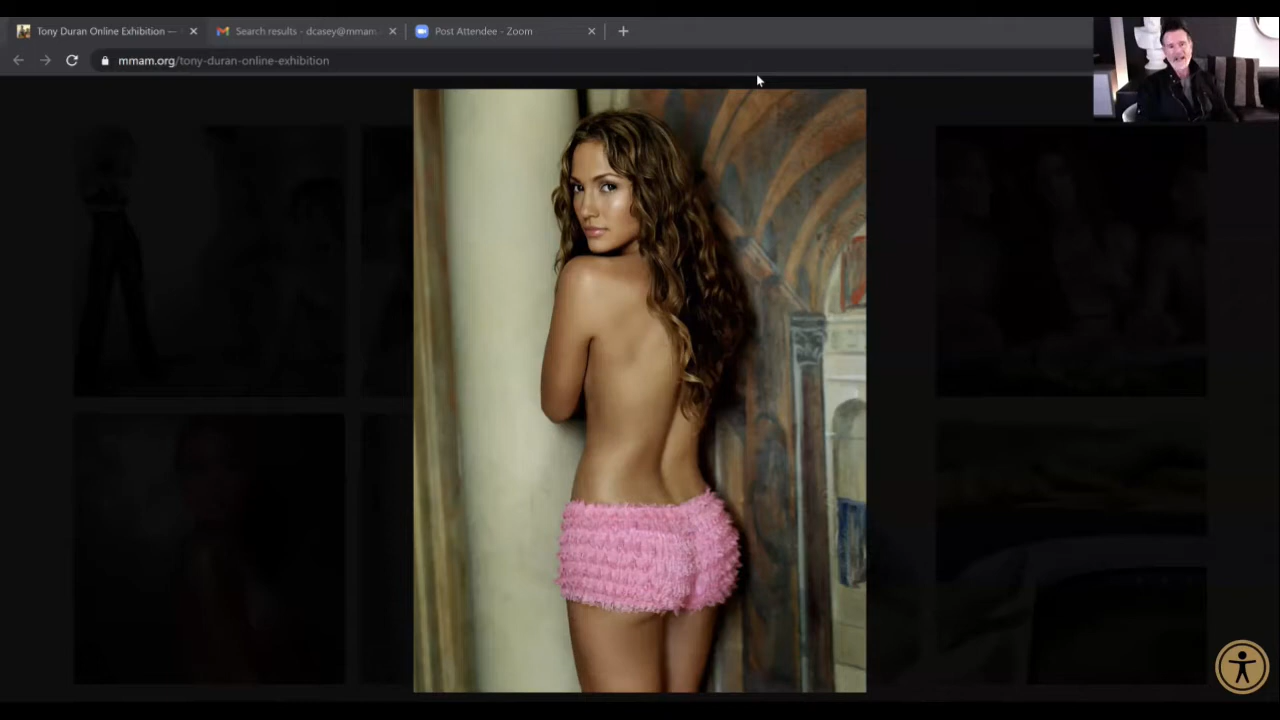 Tony Duran Online Exhibition —
Search results - dcasey@mmam.
Post Attendee - Zoom
mmam.org/tony-duran-online-exhibition